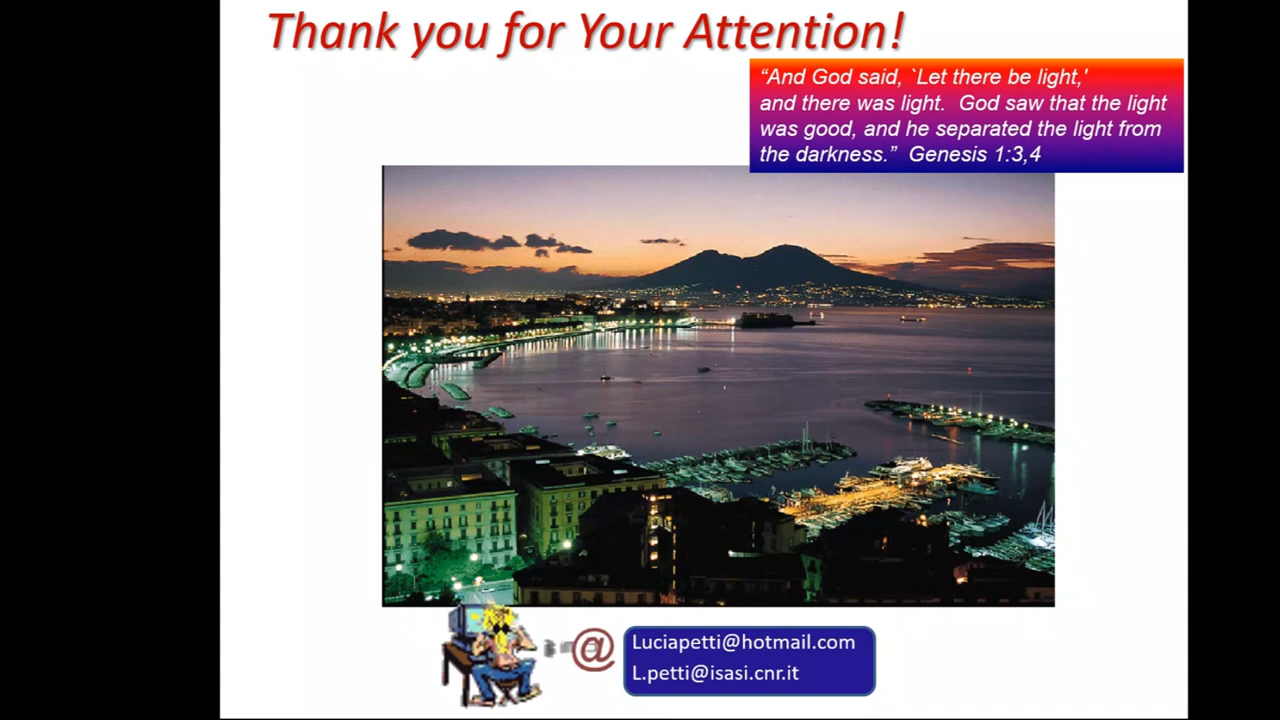 Thank you for Your Attention!
“And God said, `Let there be light,'
and there was light.  God saw that the light
was good, and he separated the light from
the darkness.”  Genesis 1:3,4
@
Luciapetti@hotmail.com
L.petti@isasi.cnr.it